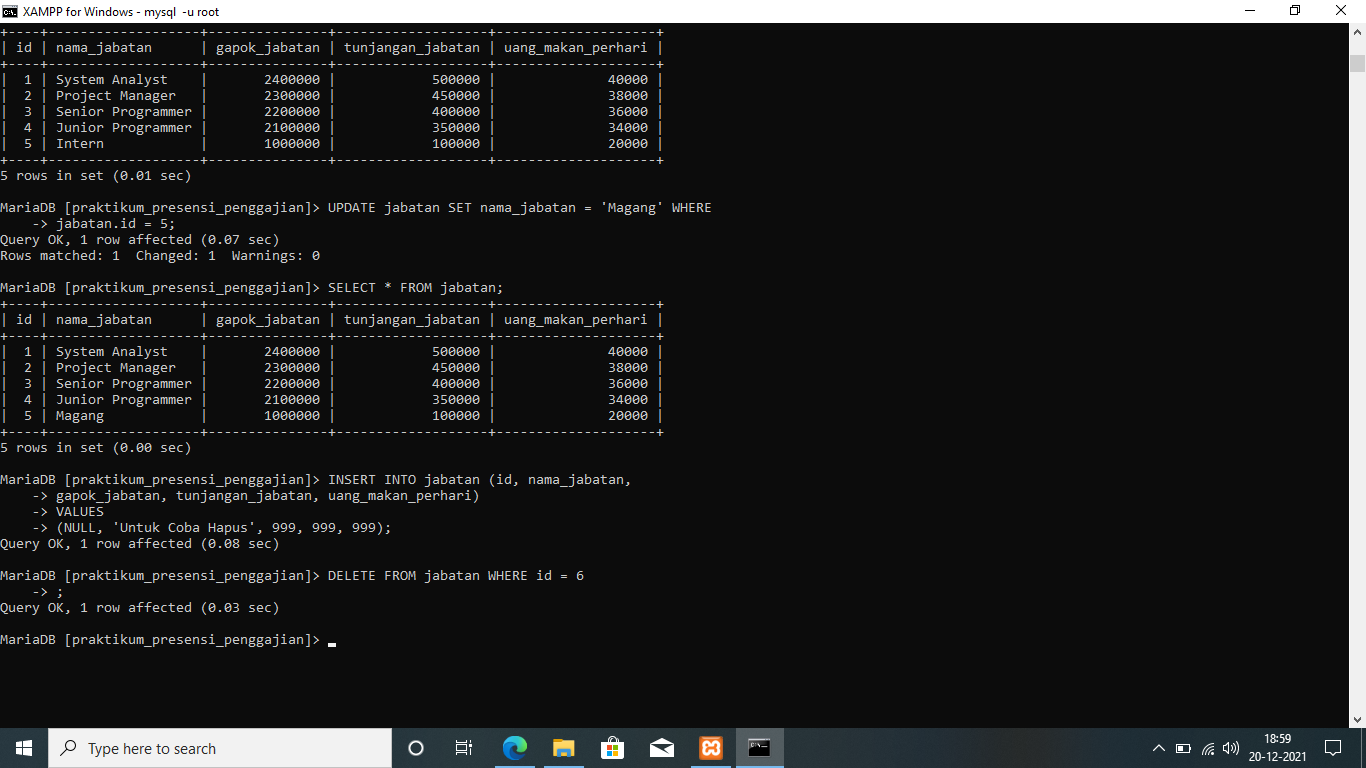 XAMPP for Windows - mysql  -u root
+----+-------------------+---------------+-------------------+--------------------+
| id | nama_jabatan      | gapok_jabatan | tunjangan_jabatan | uang_makan_perhari |
+----+-------------------+---------------+-------------------+--------------------+
|  1 | System Analyst    |       2400000 |            500000 |              40000 |
|  2 | Project Manager   |       2300000 |            450000 |              38000 |
|  3 | Senior Programmer |       2200000 |            400000 |              36000 |
|  4 | Junior Programmer |       2100000 |            350000 |              34000 |
|  5 | Intern            |       1000000 |            100000 |              20000 |
+----+-------------------+---------------+-------------------+--------------------+
5 rows in set (0.01 sec)
MariaDB [praktikum_presensi_penggajian]> UPDATE jabatan SET nama_jabatan = 'Magang' WHERE
    -> jabatan.id = 5;
Query OK, 1 row affected (0.07 sec)
Rows matched: 1  Changed: 1  Warnings: 0
MariaDB [praktikum_presensi_penggajian]> SELECT * FROM jabatan;
+----+-------------------+---------------+-------------------+--------------------+
| id | nama_jabatan      | gapok_jabatan | tunjangan_jabatan | uang_makan_perhari |
+----+-------------------+---------------+-------------------+--------------------+
|  1 | System Analyst    |       2400000 |            500000 |              40000 |
|  2 | Project Manager   |       2300000 |            450000 |              38000 |
|  3 | Senior Programmer |       2200000 |            400000 |              36000 |
|  4 | Junior Programmer |       2100000 |            350000 |              34000 |
|  5 | Magang            |       1000000 |            100000 |              20000 |
+----+-------------------+---------------+-------------------+--------------------+
5 rows in set (0.00 sec)
MariaDB [praktikum_presensi_penggajian]> INSERT INTO jabatan (id, nama_jabatan,
    -> gapok_jabatan, tunjangan_jabatan, uang_makan_perhari)
    -> VALUES
    -> (NULL, 'Untuk Coba Hapus', 999, 999, 999);
Query OK, 1 row affected (0.08 sec)
MariaDB [praktikum_presensi_penggajian]> DELETE FROM jabatan WHERE id = 6
    -> ;
Query OK, 1 row affected (0.03 sec)
MariaDB [praktikum_presensi_penggajian]> _
Type here to search
18:59
20-12-2021